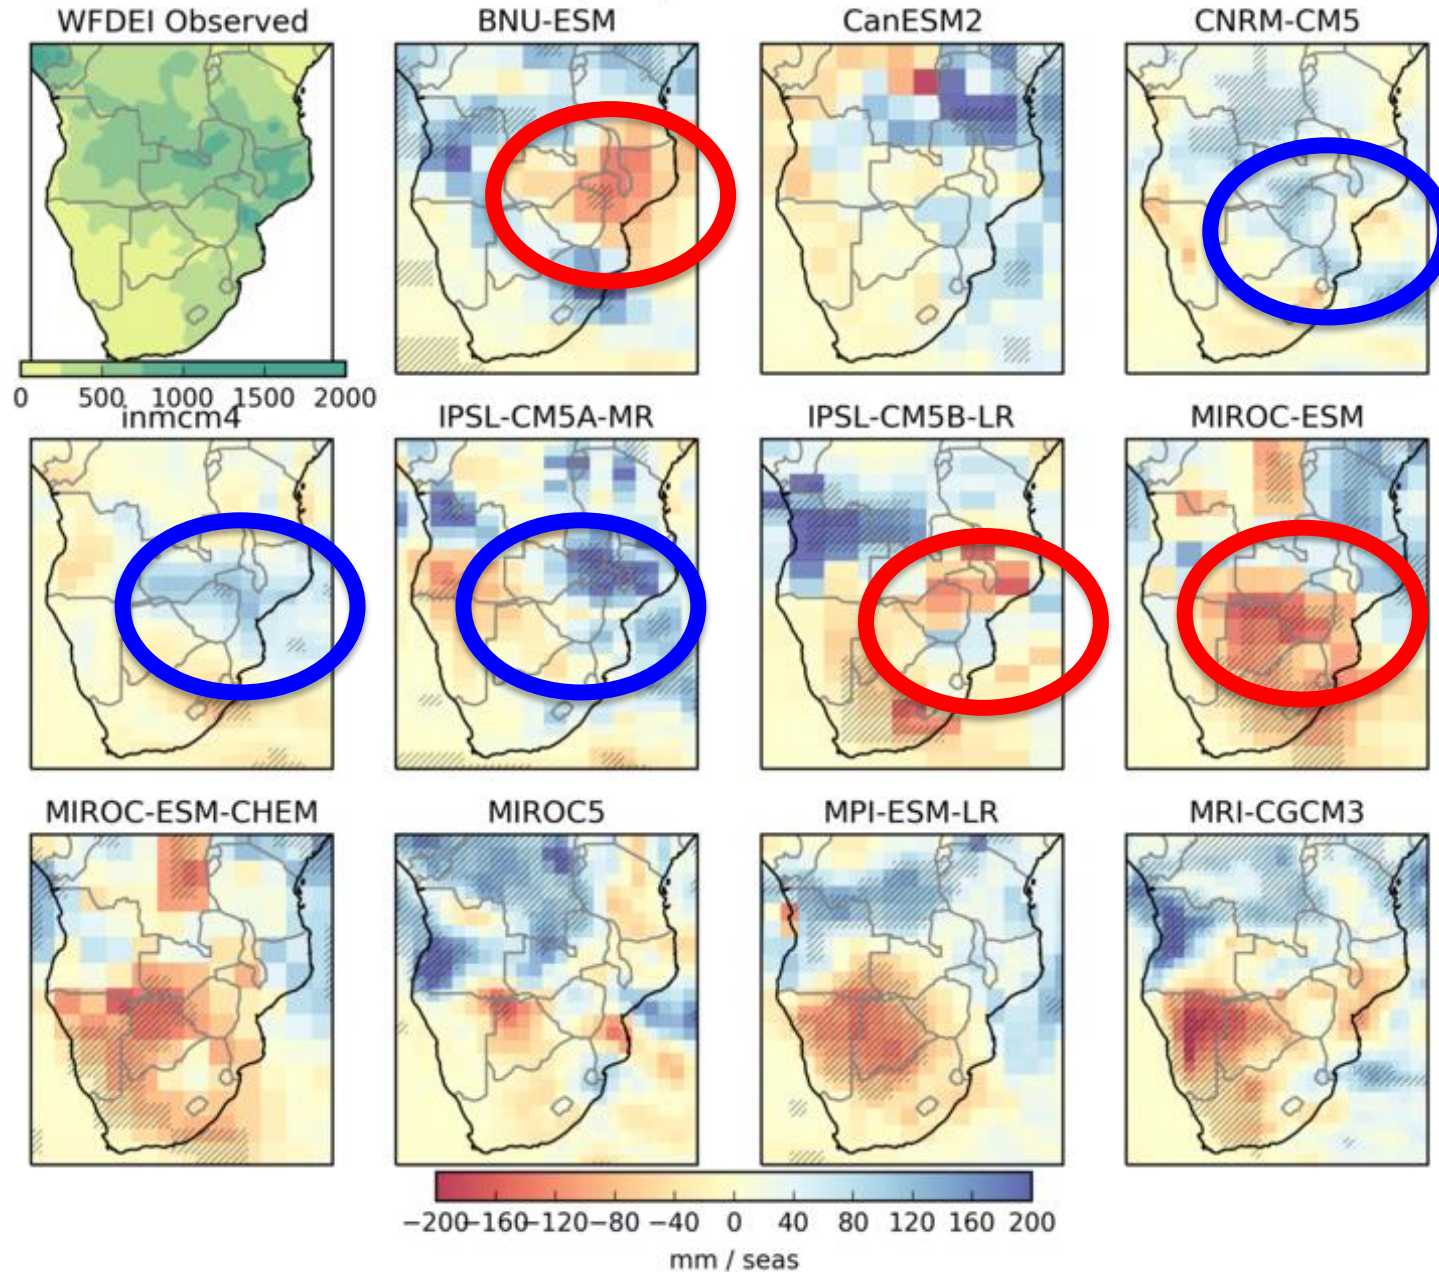 WFDEI Observed
BNU-ESM
CanESM2
CNRM-CM5
0 500 1000 1500 2000
inmcm4
IPSL-CM5A-MR
IPSL-CM5B-LR
MIROC-ESM
MIROC-ESM-CHEM
MIROC5
MPI-ESM-LR
MRI-CGCM3
−200 −160 −120 −80 −40 0 40 80 120 160 200
mm / seas